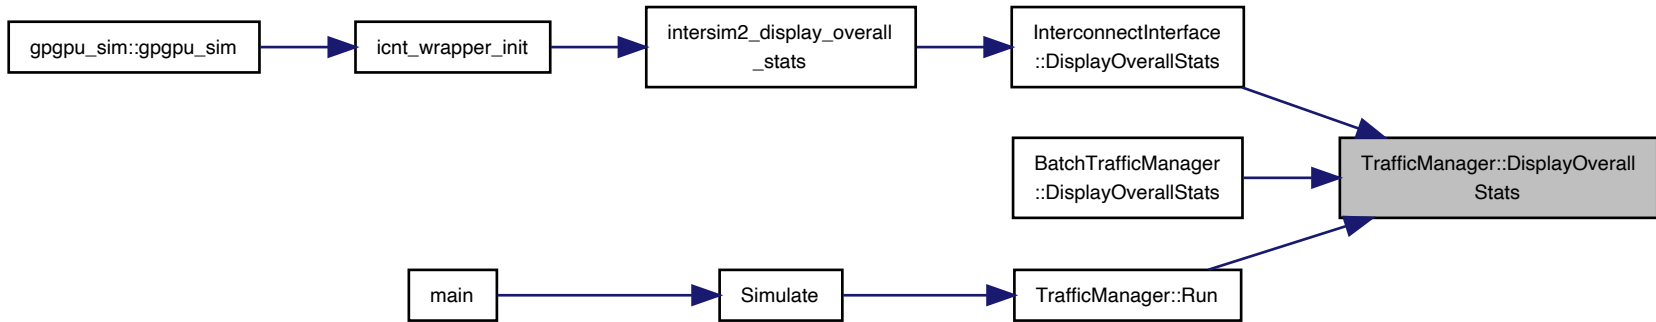 gpgpu_sim::gpgpu_sim
icnt_wrapper_init
intersim2_display_overall
_stats
InterconnectInterface
::DisplayOverallStats
BatchTrafficManager
::DisplayOverallStats
TrafficManager::DisplayOverall
Stats
main
Simulate
TrafficManager::Run